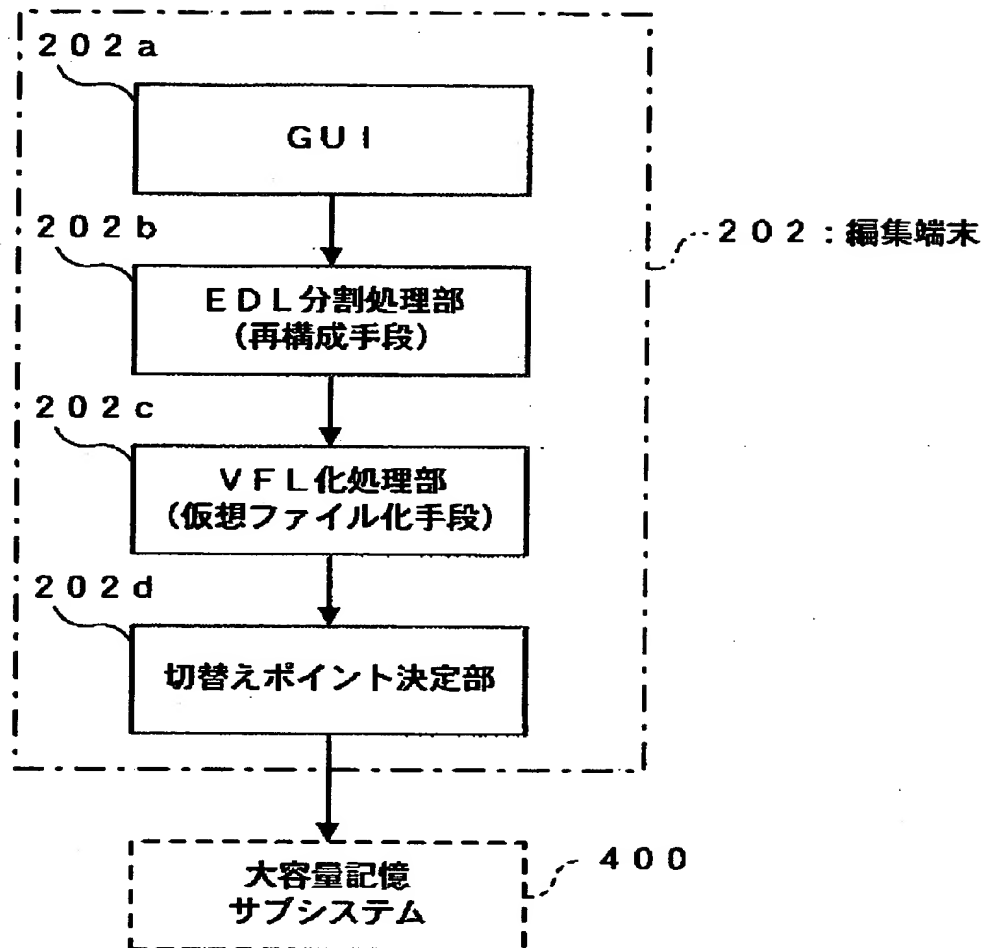 202a
GUI
202b
202:編集端末
EDL分割処理部
(再構成手段)
202c
VFL化処理部
(仮想ファイル化手段)
202d
切替えポイント決定部
400
大容量記憶
サブシステム